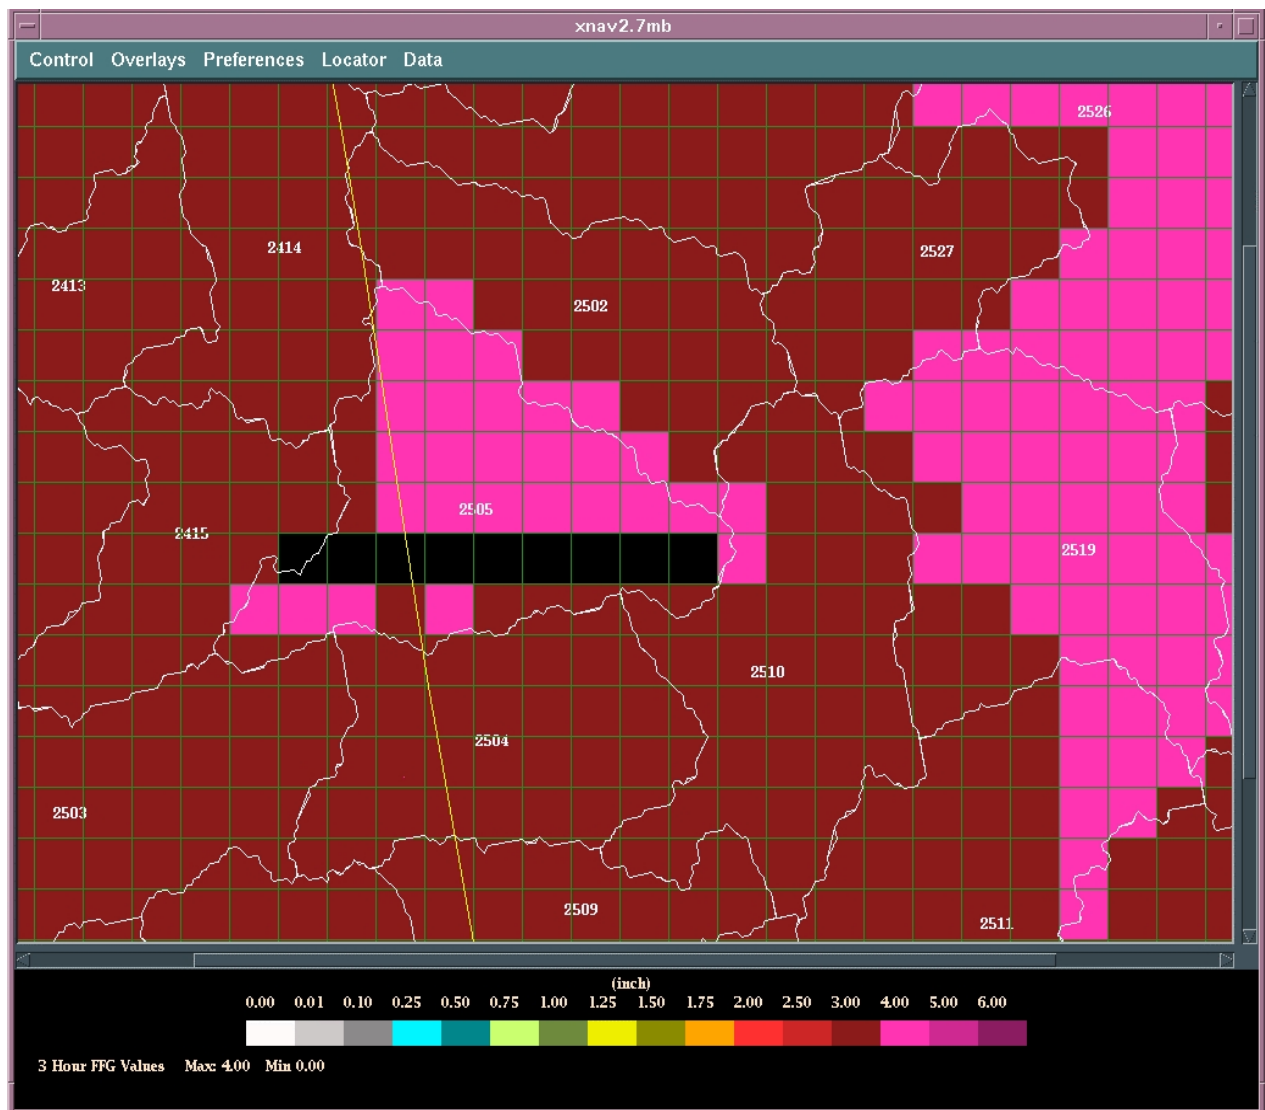 xnav2.7mb
Control Overlays Preferences Locator Data
2526
2414
2527
2413
2502
2505
2415
2519
2510
2504
2503
2509
2511
(inch)
0.00 0.01 0.10 0.25 0.50 0.75 1.00 1.25 1.50 1.75 2.00 2.50 3.00 4.00 5.00 6.00
3 Hour FFG Values Max: 4.00 Min 0.00